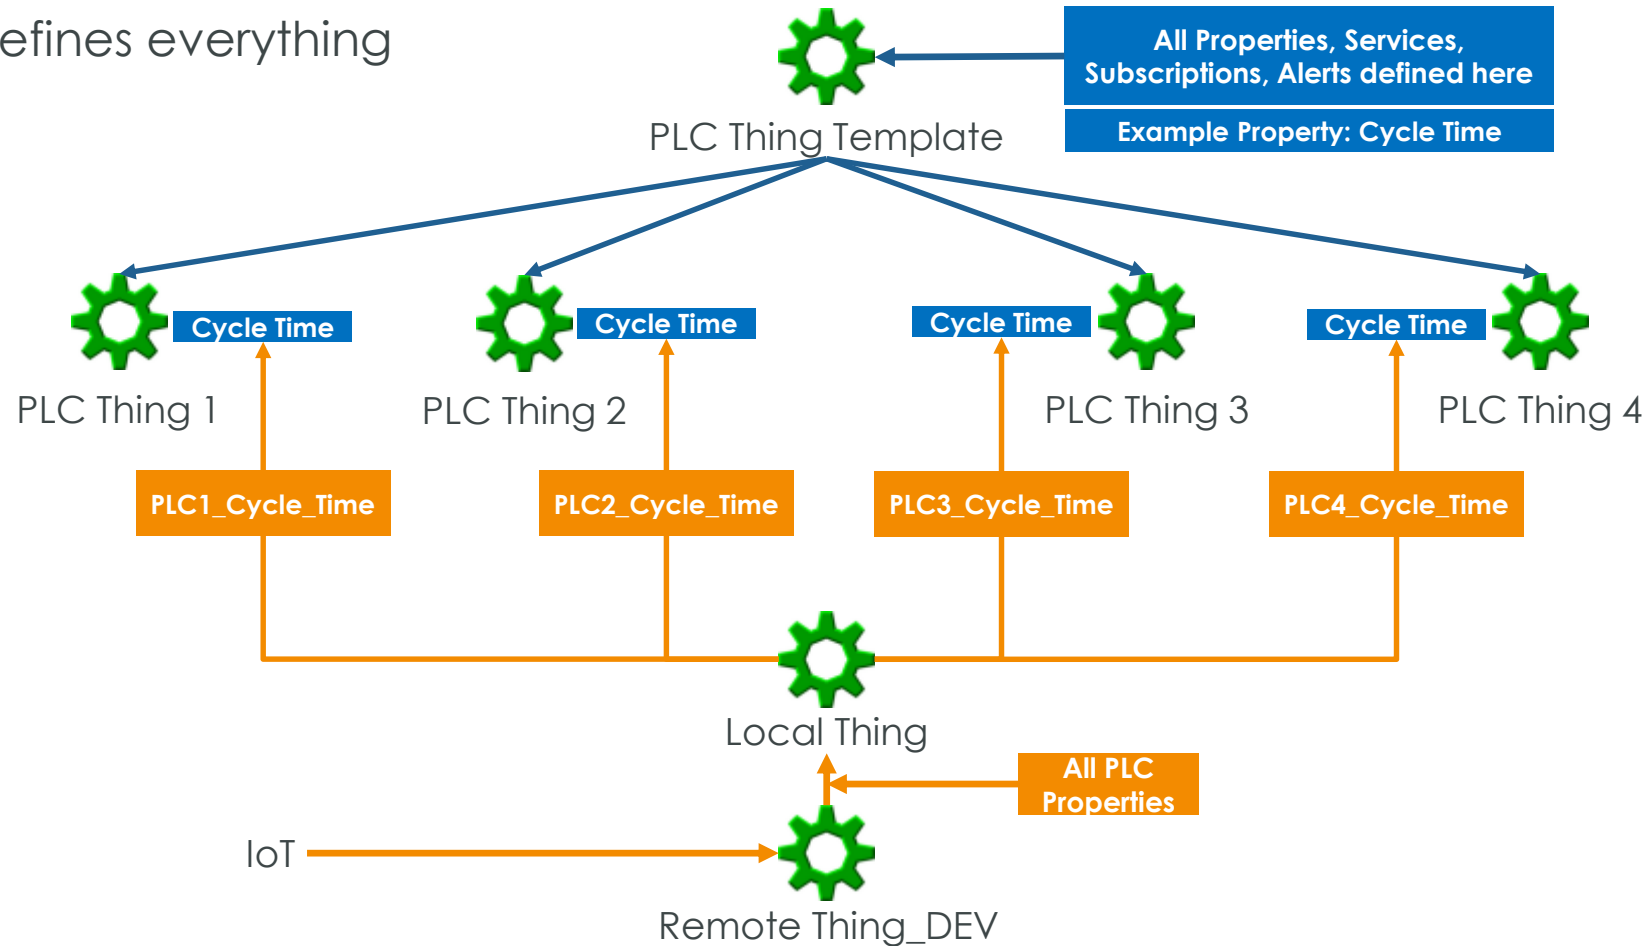 efines everything
All Properties, Services,
Subscriptions, Alerts defined here
Example Property: Cycle Time
PLC Thing Template
Cycle Time
Cycle Time
Cycle Time
Cycle Time
PLC Thing 1
PLC Thing 2
PLC Thing 3
PLC Thing 4
PLC1_Cycle_Time
PLC2_Cycle_Time
PLC3_Cycle_Time
PLC4_Cycle_Time
Local Thing
All PLC
Properties
IoT
Remote Thing_DEV